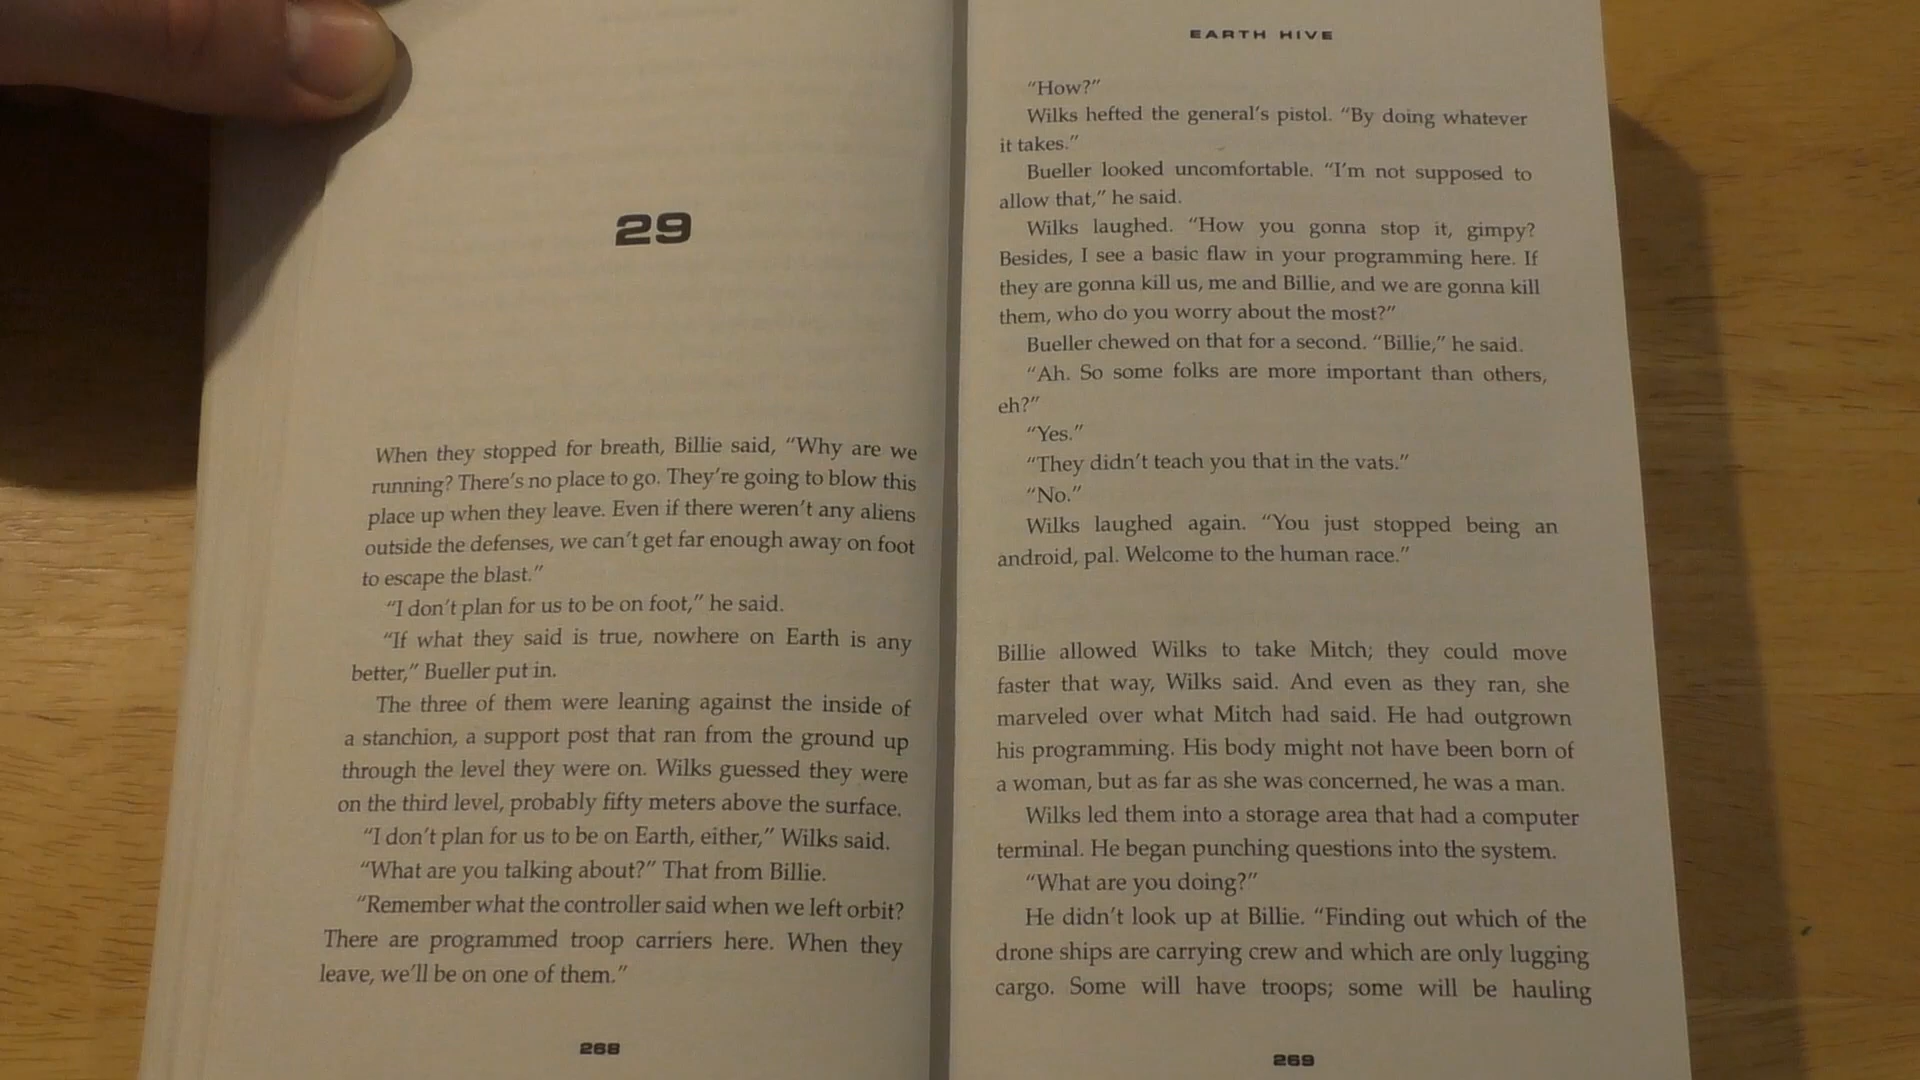 29
When they stopped for breath, Billie said, “Why are we
running? There’s no place to go. They’re going to blow this
place up when they leave. Even if there weren’t any aliens
outside the defenses, we can’t get far enough away on foot
to escape the blast.”
“I don’t plan for us to be on foot,” he said.
“If what they said is true, nowhere on Earth is any
better,” Bueller put in.
The three of them were leaning against the inside of
a stanchion, a support post that ran from the ground up
through the level they were on. Wilks guessed they were
on the third level, probably fifty meters above the surface.
“I don’t plan for us to be on Earth, either,” Wilks said.
“What are you talking about?” That from Billie.
“Remember what the controller said when we left orbit?
There are programmed troop carriers here. When they
leave, we’ll be on one of them.”
268
EARTH HIVE
“How?”
Wilks hefted the general’s pistol. “By doing whatever
it takes.”
Bueller looked uncomfortable. “I’m not supposed to
allow that,” he said.
Wilks laughed. “How you gonna stop it, gimpy?
Besides, I see a basic flaw in your programming here. If
they are gonna kill us, me and Billie, and we are gonna kill
them, who do you worry about the most?”
Bueller chewed on that for a second. “Billie,” he said.
“Ah. So some folks are more important than others,
eh?”
“Yes.”
“They didn’t teach you that in the vats.”
“No.”
Wilks laughed again. “You just stopped being an
android, pal. Welcome to the human race.”
Billie allowed Wilks to take Mitch; they could move
faster that way, Wilks said. And even as they ran, she
marveled over what Mitch had said. He had outgrown
his programming. His body might not have been born of
a woman, but as far as she was concerned, he was a man.
Wilks led them into a storage area that had a computer
terminal. He began punching questions into the system.
“What are you doing?”
He didn’t look up at Billie. “Finding out which of the
drone ships are carrying crew and which are only lugging
cargo. Some will have troops; some will be hauling
269